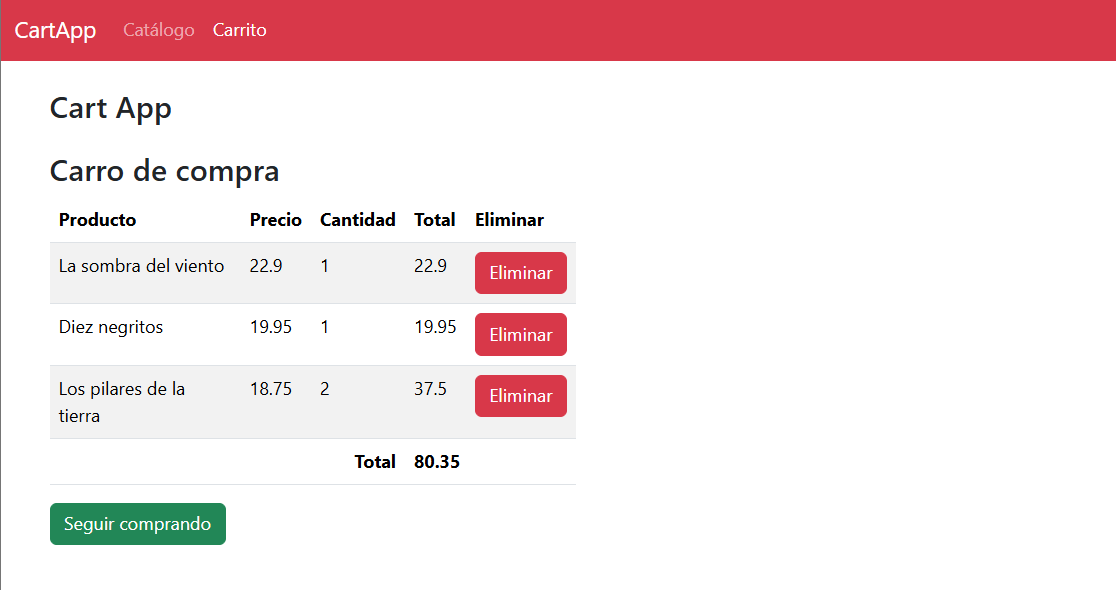 CartApp Catálogo Carrito
Cart App
Carro de compra
Producto Precio Cantidad Total Eliminar
La sombra del viento 22.9 1 22.9 Eliminar
Diez negritos 19.95 1 19.95 Eliminar
Los pilares de la 18.75 2 37.5 Eliminar
tierra
Total 80.35
Seguir comprando